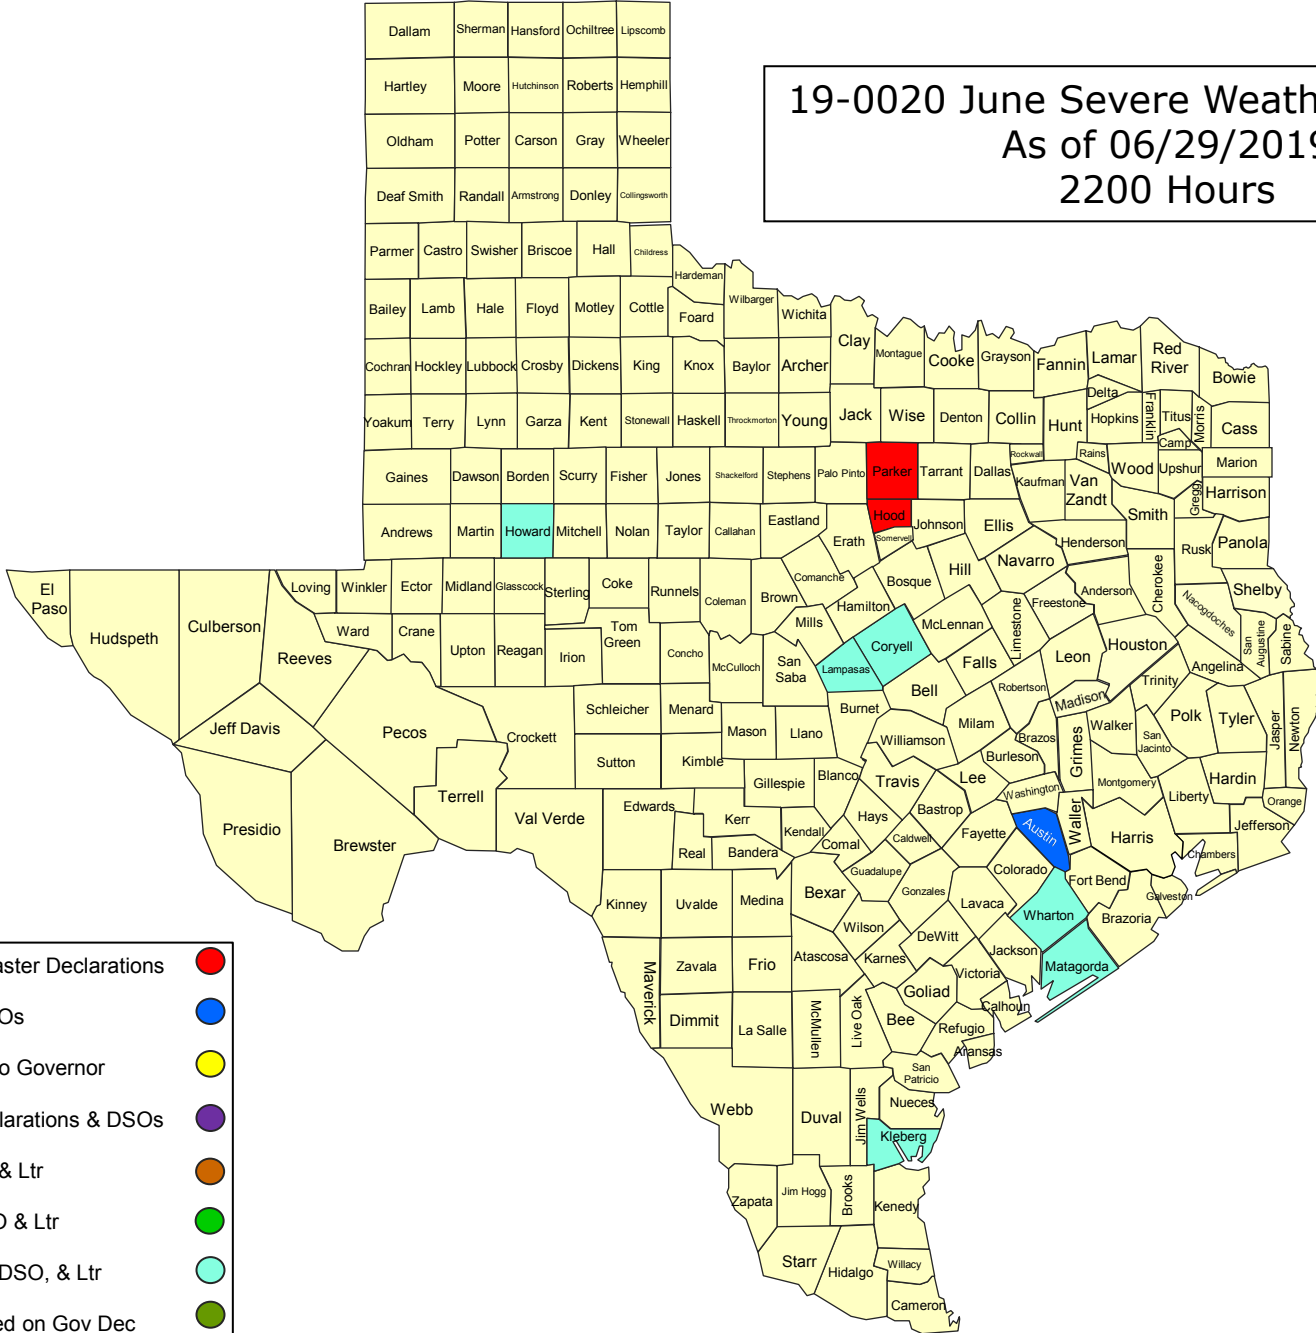 19-0020 June Severe Weath
As of 06/29/2019
2200 Hours
Dallam Sherman Hansford Ochiltree Lipscomb
Hartley Moore Hutchinson Roberts Hemphill
Oldham Potter Carson Gray Wheeler
Deaf Smith Randall Armstrong Donley Collingsworth
Parmer Castro Swisher Briscoe Hall Childress
Hardeman
Bailey Lamb Hale Floyd Motley Cottle Foard Wilbarger Wichita
Clay Montague Cooke Grayson Fannin Lamar Red River Bowie
Cochran Hockley Lubbock Crosby Dickens King Knox Baylor Archer
Delta
Yoakum Terry Lynn Garza Kent Stonewall Haskell Throckmorton Young Jack Wise Denton Collin Hunt Hopkins Franklin Titus Morris Cass
Camp
Gaines Dawson Borden Scurry Fisher Jones Shackelford Stephens Palo Pinto Parker Tarrant Dallas Rockwall Kaufman Rains Van Zandt Wood Upshur Marion
Gregg Harrison
Andrews Martin Howard Mitchell Nolan Taylor Callahan Eastland Erath Hood Somervell Johnson Ellis Henderson Smith Rusk Panola
El Paso Hudspeth Culberson Loving Winkler Ector Midland Glasscock Sterling Coke Runnels Coleman Brown Comanche Hamilton Bosque Hill Navarro Freestone Anderson Cherokee Nacogdoches Shelby
Reeves Ward Crane Upton Reagan Irion Tom Green Concho McCulloch San Saba Mills Lampasas Coryell McLennan Falls Limestone Leon Houston Angelina San Augustine Sabine
Jeff Davis Pecos Crockett Schleicher Menard Mason Llano Burnet Bell Milam Robertson Madison Trinity Polk Tyler Jasper Newton
Williamson Brazos Grimes Walker San Jacinto
Terrell Sutton Kimble Gillespie Blanco Travis Lee Burleson Washington Montgomery Liberty Hardin Orange
Presidio Brewster Val Verde Edwards Kerr Kendall Hays Comal Caldwell Bastrop Fayette Austin Waller Harris Chambers Jefferson
Real Bandera Guadalupe Gonzales Colorado Fort Bend Galveston
Kinney Uvalde Medina Bexar Wilson Lavaca Wharton Brazoria
Maverick Zavala Frio Atascosa Karnes DeWitt Jackson Matagorda
Victoria Goliad Calhoun
Dimmit La Salle McMullen Live Oak Bee Refugio Aransas
San Patricio
Webb Duval Jim Wells Nueces
Kleberg
Zapata Jim Hogg Brooks Kenedy
Starr Hidalgo Willacy
Cameron
aster Declarations
Os
o Governor
larations & DSOs
& Ltr
O & Ltr
DSO, & Ltr
ed on Gov Dec